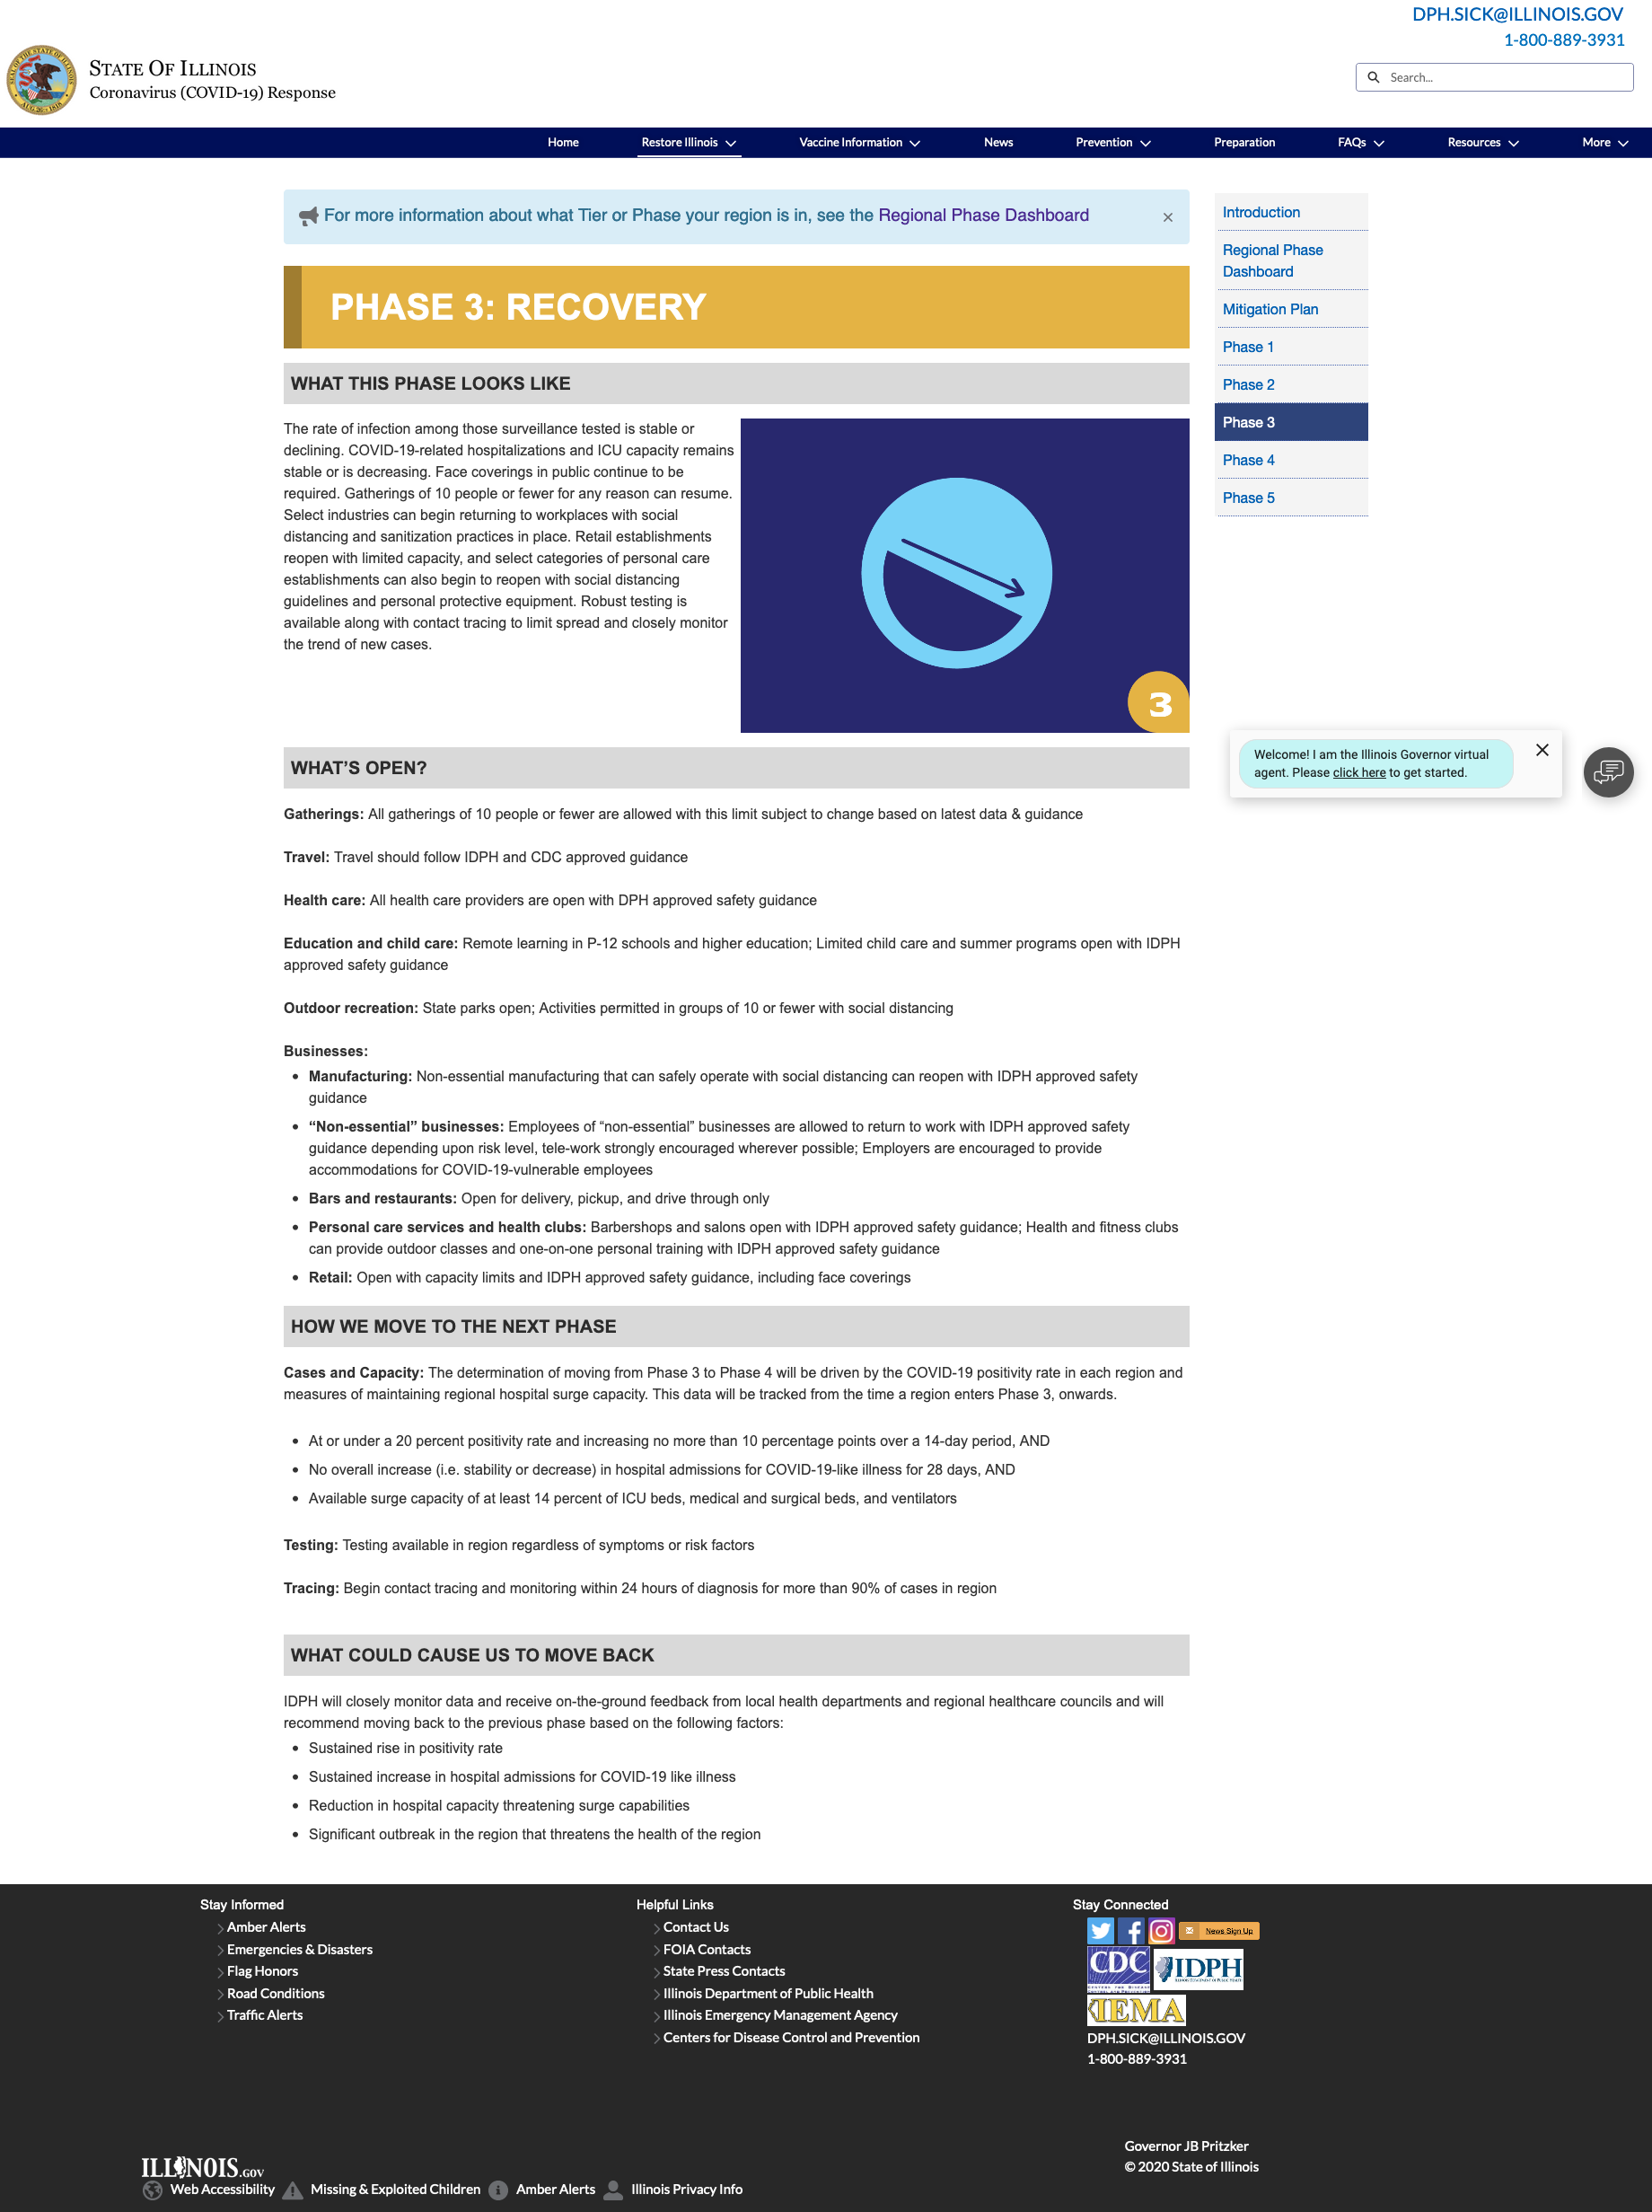 DPH.SICK@ILLINOIS.GOV
1-800-889-3931
STATE OF ILLINOIS
Coronavirus (COVID-19) Response
Search...
Home Restore Illinois Vaccine Information News Prevention Preparation FAQs Resources More
For more information about what Tier or Phase your region is in, see the Regional Phase Dashboard ×
PHASE 3: RECOVERY
WHAT THIS PHASE LOOKS LIKE
The rate of infection among those surveillance tested is stable or
declining. COVID-19-related hospitalizations and ICU capacity remains
stable or is decreasing. Face coverings in public continue to be
required. Gatherings of 10 people or fewer for any reason can resume.
Select industries can begin returning to workplaces with social
distancing and sanitization practices in place. Retail establishments
reopen with limited capacity, and select categories of personal care
establishments can also begin to reopen with social distancing
guidelines and personal protective equipment. Robust testing is
available along with contact tracing to limit spread and closely monitor
the trend of new cases.
3
Introduction
Regional Phase
Dashboard
Mitigation Plan
Phase 1
Phase 2
Phase 3
Phase 4
Phase 5
Welcome! I am the Illinois Governor virtual
agent. Please click here to get started.
WHAT'S OPEN?
Gatherings: All gatherings of 10 people or fewer are allowed with this limit subject to change based on latest data & guidance
Travel: Travel should follow IDPH and CDC approved guidance
Health care: All health care providers are open with DPH approved safety guidance
Education and child care: Remote learning in P-12 schools and higher education; Limited child care and summer programs open with IDPH
approved safety guidance
Outdoor recreation: State parks open; Activities permitted in groups of 10 or fewer with social distancing
Businesses:
• Manufacturing: Non-essential manufacturing that can safely operate with social distancing can reopen with IDPH approved safety
guidance
• “Non-essential” businesses: Employees of “non-essential” businesses are allowed to return to work with IDPH approved safety
guidance depending upon risk level, tele-work strongly encouraged wherever possible; Employers are encouraged to provide
accommodations for COVID-19-vulnerable employees
• Bars and restaurants: Open for delivery, pickup, and drive through only
• Personal care services and health clubs: Barbershops and salons open with IDPH approved safety guidance; Health and fitness clubs
can provide outdoor classes and one-on-one personal training with IDPH approved safety guidance
• Retail: Open with capacity limits and IDPH approved safety guidance, including face coverings
HOW WE MOVE TO THE NEXT PHASE
Cases and Capacity: The determination of moving from Phase 3 to Phase 4 will be driven by the COVID-19 positivity rate in each region and
measures of maintaining regional hospital surge capacity. This data will be tracked from the time a region enters Phase 3, onwards.
• At or under a 20 percent positivity rate and increasing no more than 10 percentage points over a 14-day period, AND
• No overall increase (i.e. stability or decrease) in hospital admissions for COVID-19-like illness for 28 days, AND
• Available surge capacity of at least 14 percent of ICU beds, medical and surgical beds, and ventilators
Testing: Testing available in region regardless of symptoms or risk factors
Tracing: Begin contact tracing and monitoring within 24 hours of diagnosis for more than 90% of cases in region
WHAT COULD CAUSE US TO MOVE BACK
IDPH will closely monitor data and receive on-the-ground feedback from local health departments and regional healthcare councils and will
recommend moving back to the previous phase based on the following factors:
• Sustained rise in positivity rate
• Sustained increase in hospital admissions for COVID-19 like illness
• Reduction in hospital capacity threatening surge capabilities
• Significant outbreak in the region that threatens the health of the region
Stay Informed
Amber Alerts
Emergencies & Disasters
Flag Honors
Road Conditions
Traffic Alerts
Helpful Links
Contact Us
FOIA Contacts
State Press Contacts
Illinois Department of Public Health
Illinois Emergency Management Agency
Centers for Disease Control and Prevention
Stay Connected
News Sign Up
CDC IDPH
IEMA
DPH.SICK@ILLINOIS.GOV
1-800-889-3931
Governor JB Pritzker
© 2020 State of Illinois
ILLINOIS.GOV
Web Accessibility Missing & Exploited Children Amber Alerts Illinois Privacy Info